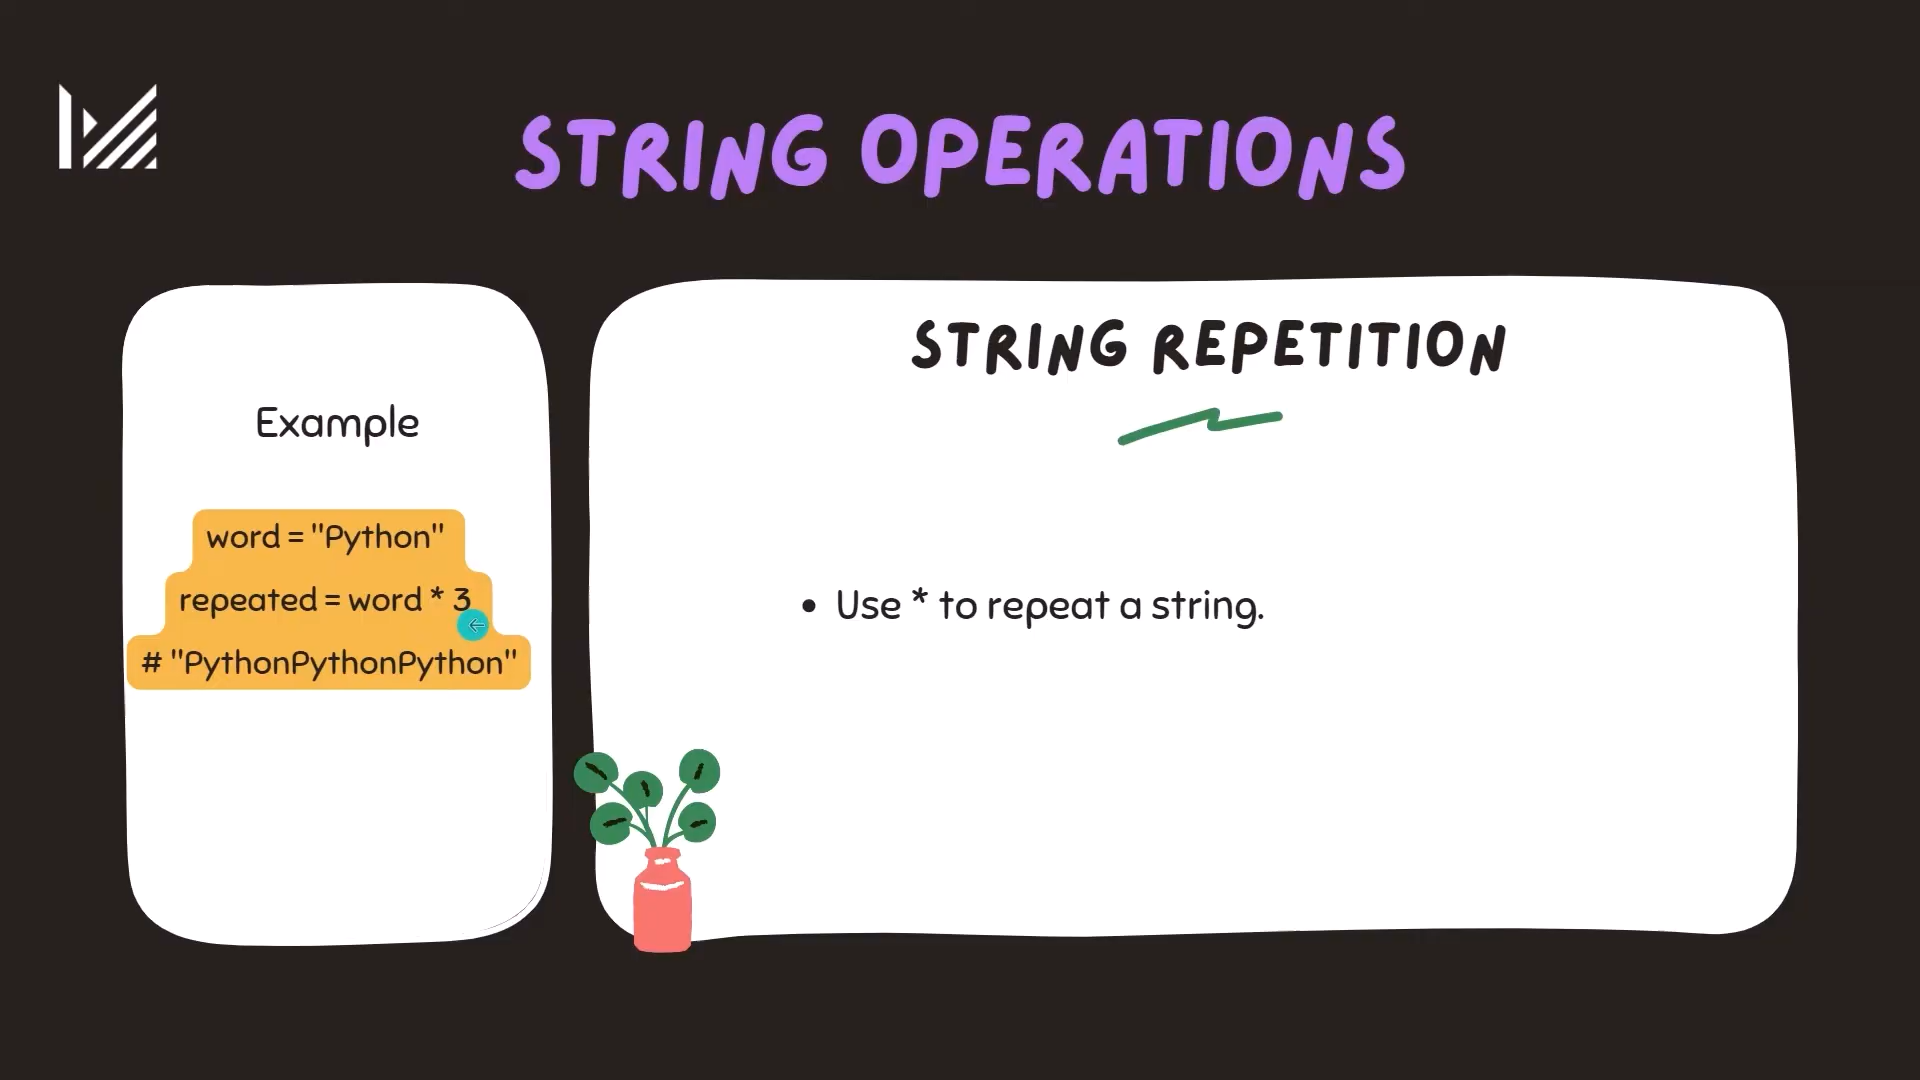 STRING OPERATIONS
Example
word = "Python"
repeated = word * 3
# "PythonPythonPython"
STRING REPETITION
• Use * to repeat a string.